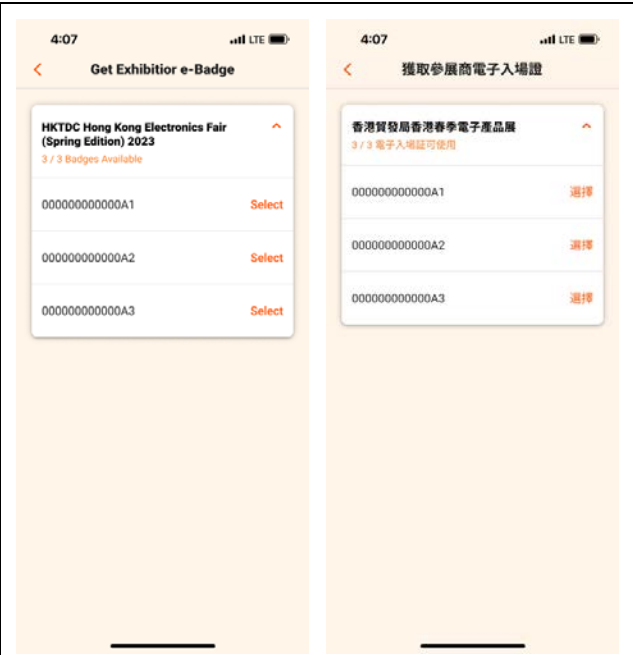 4:07
LTE
Get Exhibitior e-Badge
HKTDC Hong Kong Electronics Fair
(Spring Edition) 2023
3 / 3 Badges Available
000000000000A1 Select
000000000000A2 Select
000000000000A3 Select
4:07
LTE
獲取參展商電子入場證
香港貿發局香港春季電子產品展
3 / 3 電子入場証可使用
000000000000A1 選擇
000000000000A2 選擇
000000000000A3 選擇